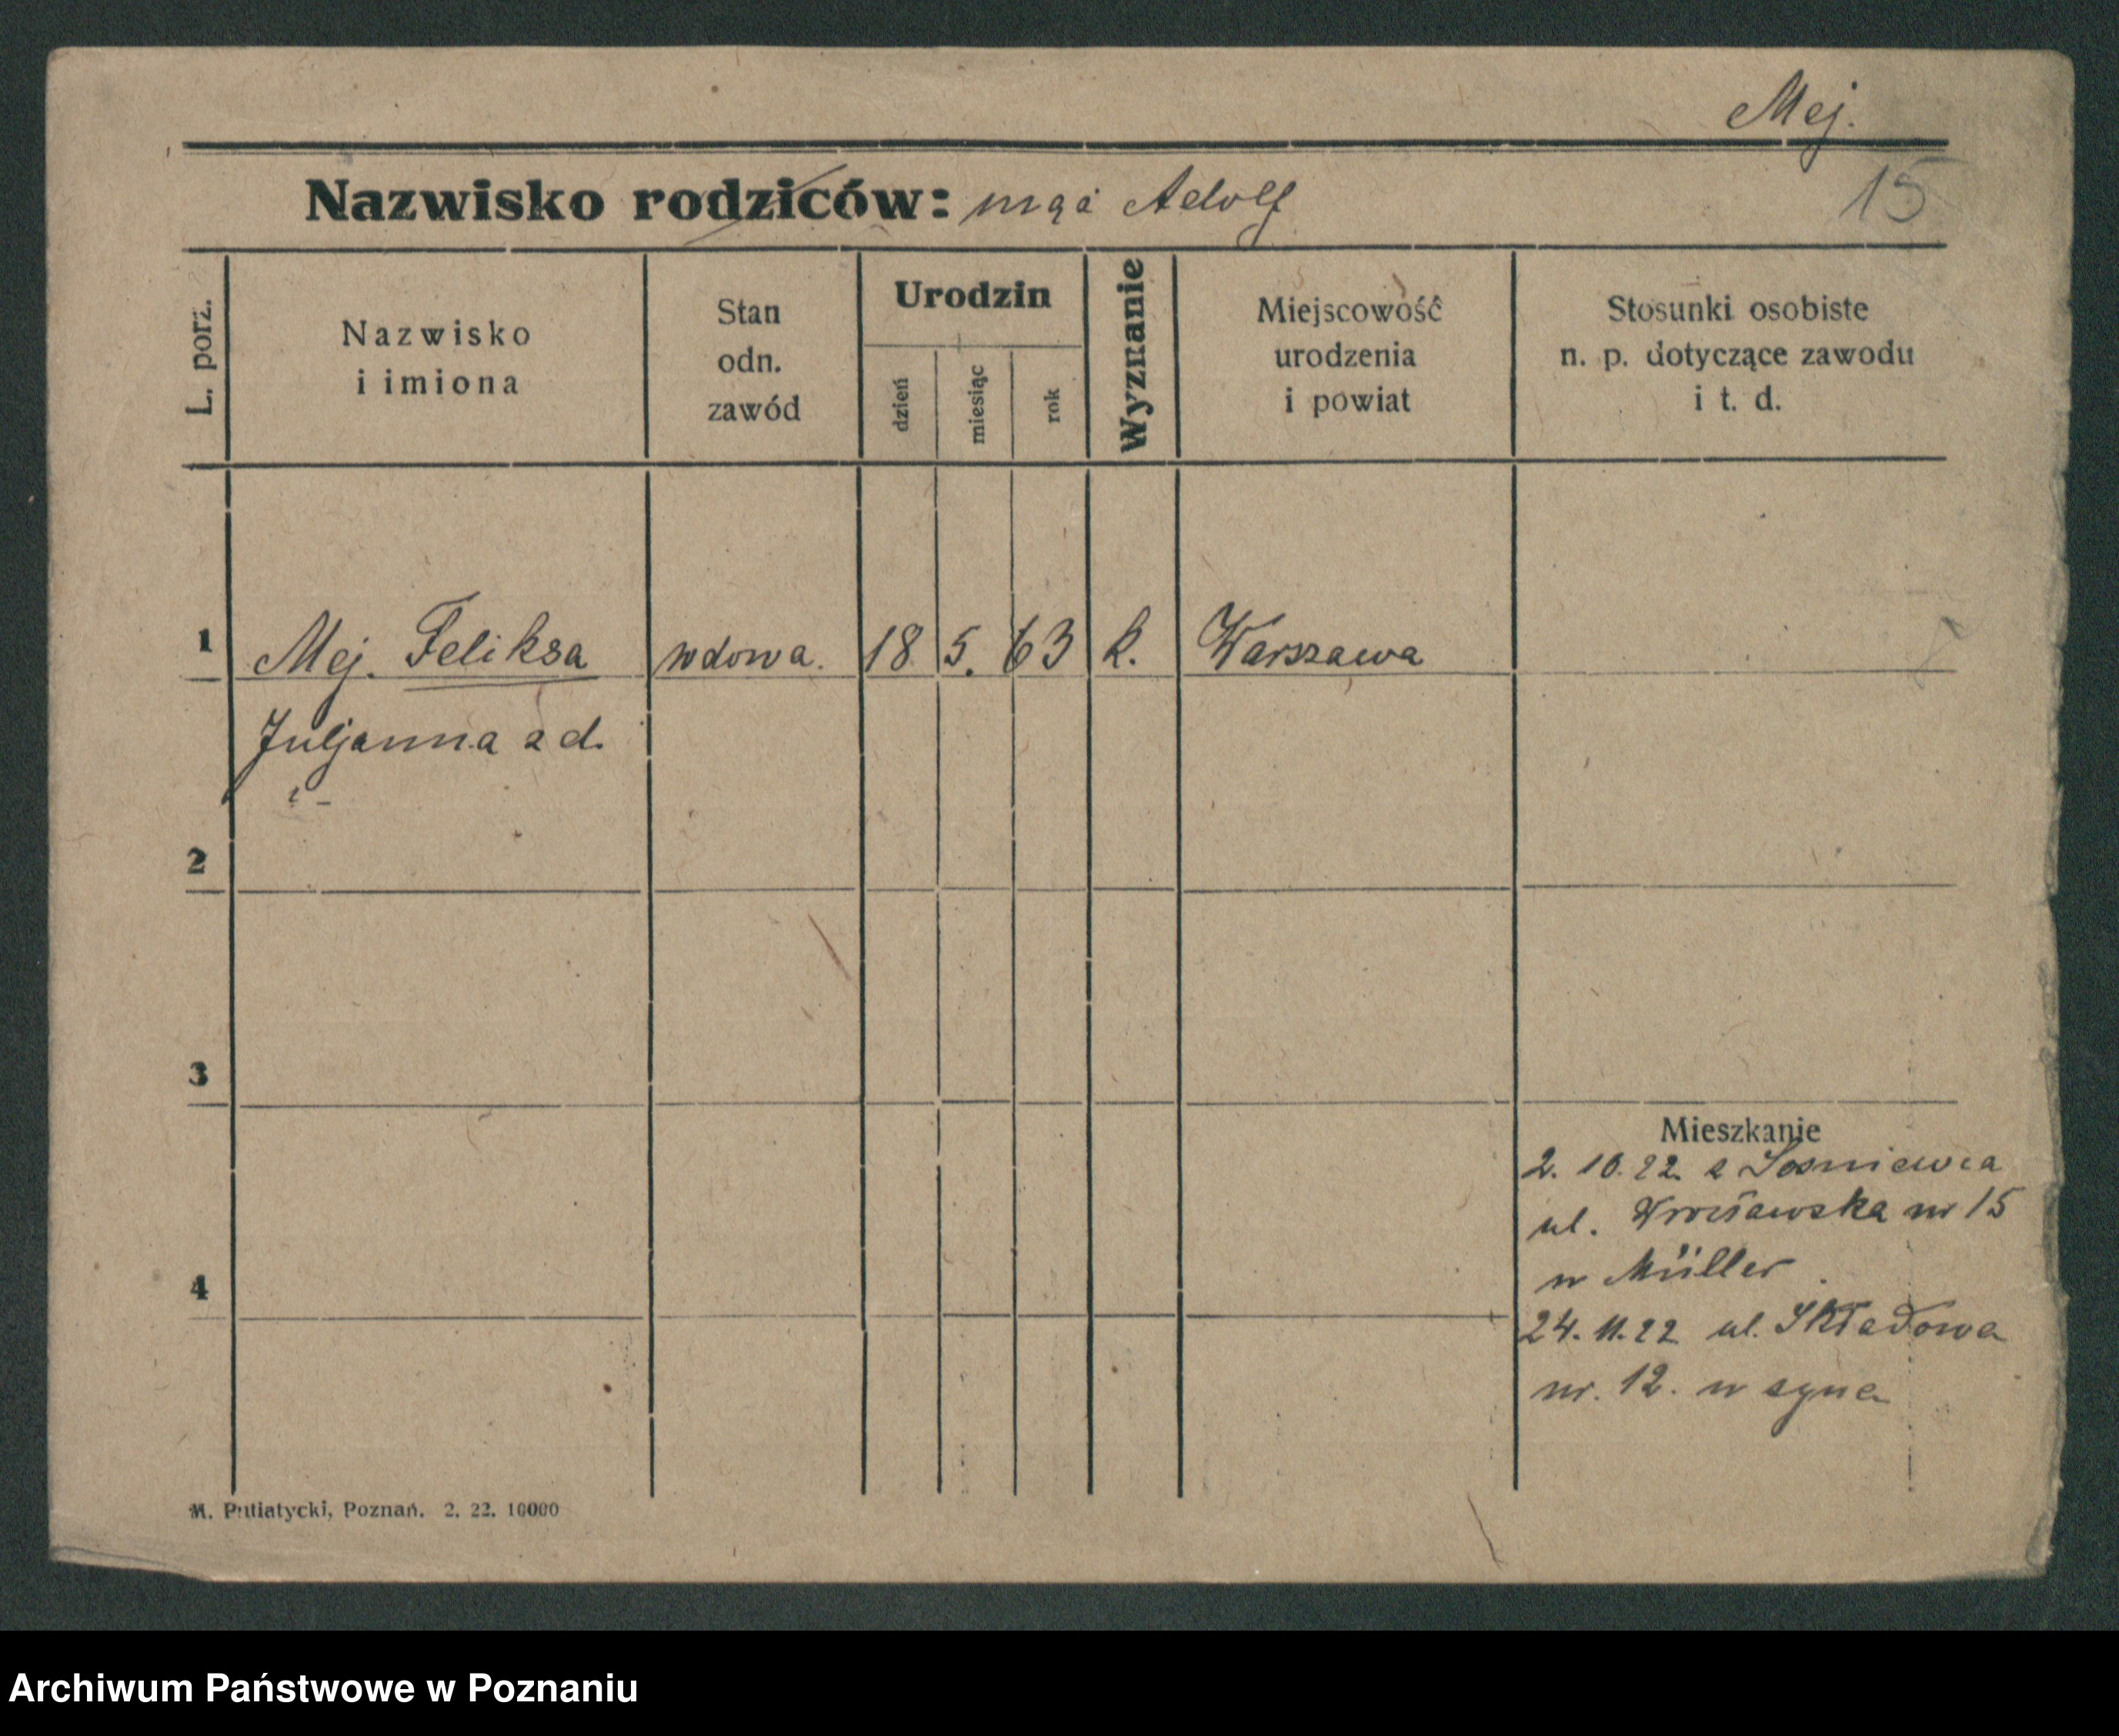 Mej.
15
Nazwisko rodziców: mąż Adolf
L. porz.
Nazwisko
i imiona
Stan
odn.
zawód
Urodzin
dzień
miesiąc
rok
Wyznanie
Miejscowość
urodzenia
i powiat
Stosunki osobiste
n. p. dotyczące zawodu
i t. d.
1 Mej. Feliksa wdowa. 18 5. 63 k. Warszawa
Juljanna z d.
2
3
4
Mieszkanie
2. 10. 22. z
ul. Wrocławska nr 15
w Müller
24. 11. 22 ul. Składowa
nr. 12. w syna
M. Putiatycki, Poznań. 2. 22. 10000
Archiwum Państwowe w Poznaniu